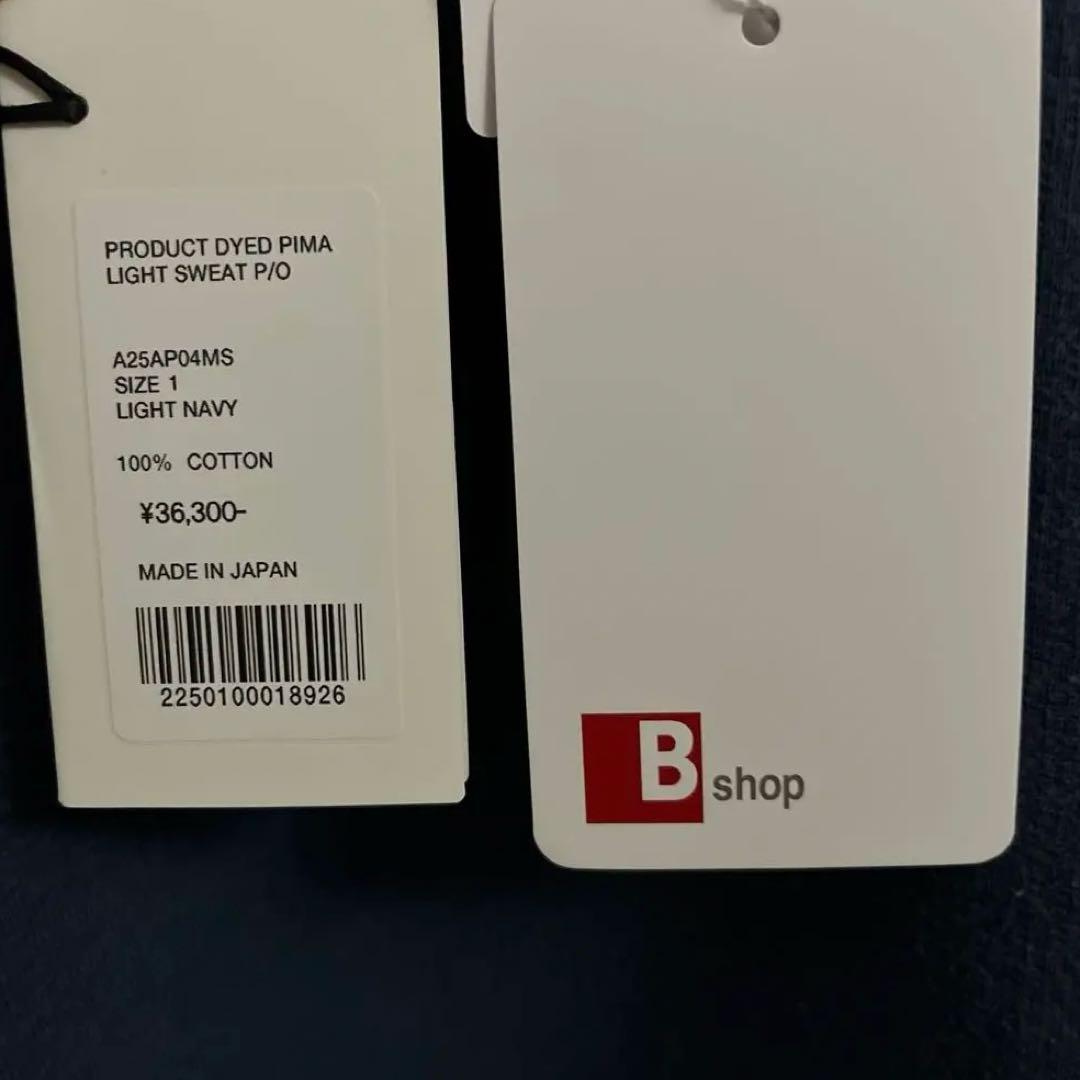 PRODUCT DYED PIMA
LIGHT SWEAT P/O
A25AP04MS
SIZE 1
LIGHT NAVY
100% COTTON
¥36,300-
MADE IN JAPAN
2250100018926
B shop